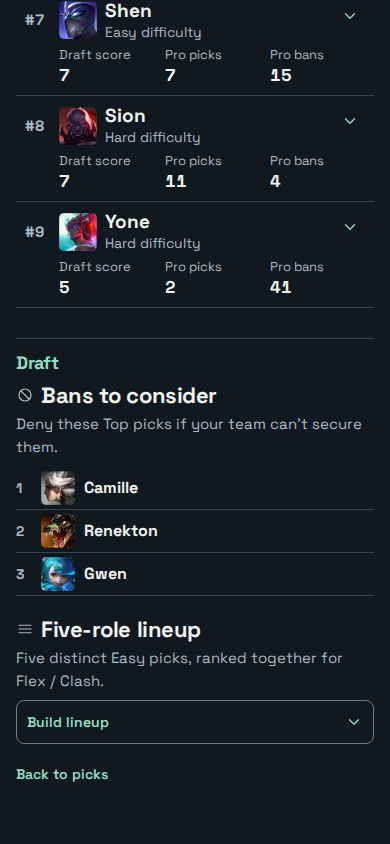 #7
Shen
Easy difficulty
Draft score Pro picks Pro bans
7 7 15
#8
Sion
Hard difficulty
Draft score Pro picks Pro bans
7 11 4
#9
Yone
Hard difficulty
Draft score Pro picks Pro bans
5 2 41
Draft
Bans to consider
Deny these Top picks if your team can't secure
them.
1 Camille
2 Renekton
3 Gwen
Five-role lineup
Five distinct Easy picks, ranked together for
Flex / Clash.
Build lineup
Back to picks